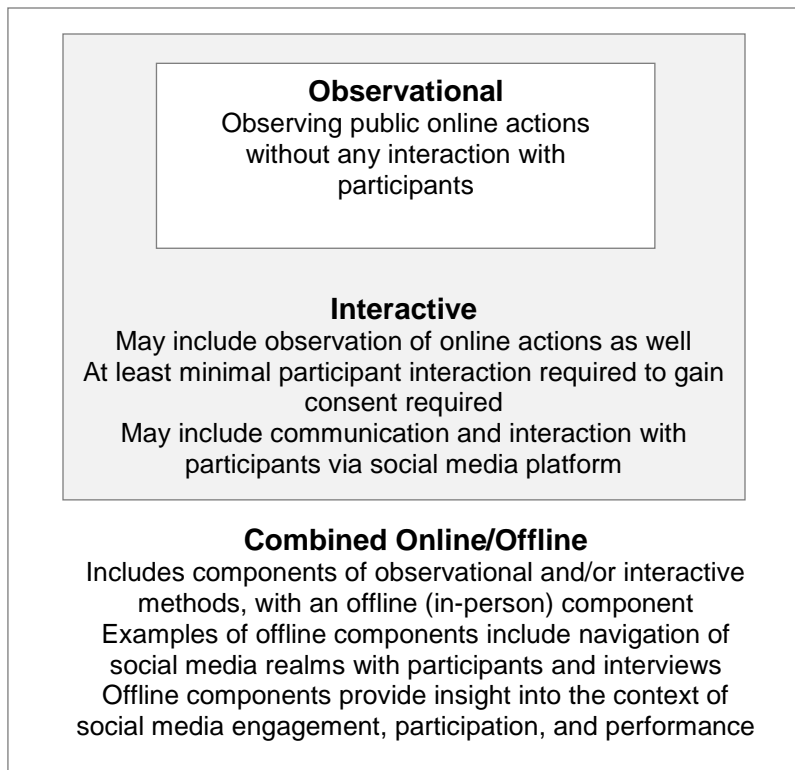 Observational
Observing public online actions
without any interaction with
participants
Interactive
May include observation of online actions as well
At least minimal participant interaction required to gain
consent required
May include communication and interaction with
participants via social media platform
Combined Online/Offline
Includes components of observational and/or interactive
methods, with an offline (in-person) component
Examples of offline components include navigation of
social media realms with participants and interviews
Offline components provide insight into the context of
social media engagement, participation, and performance